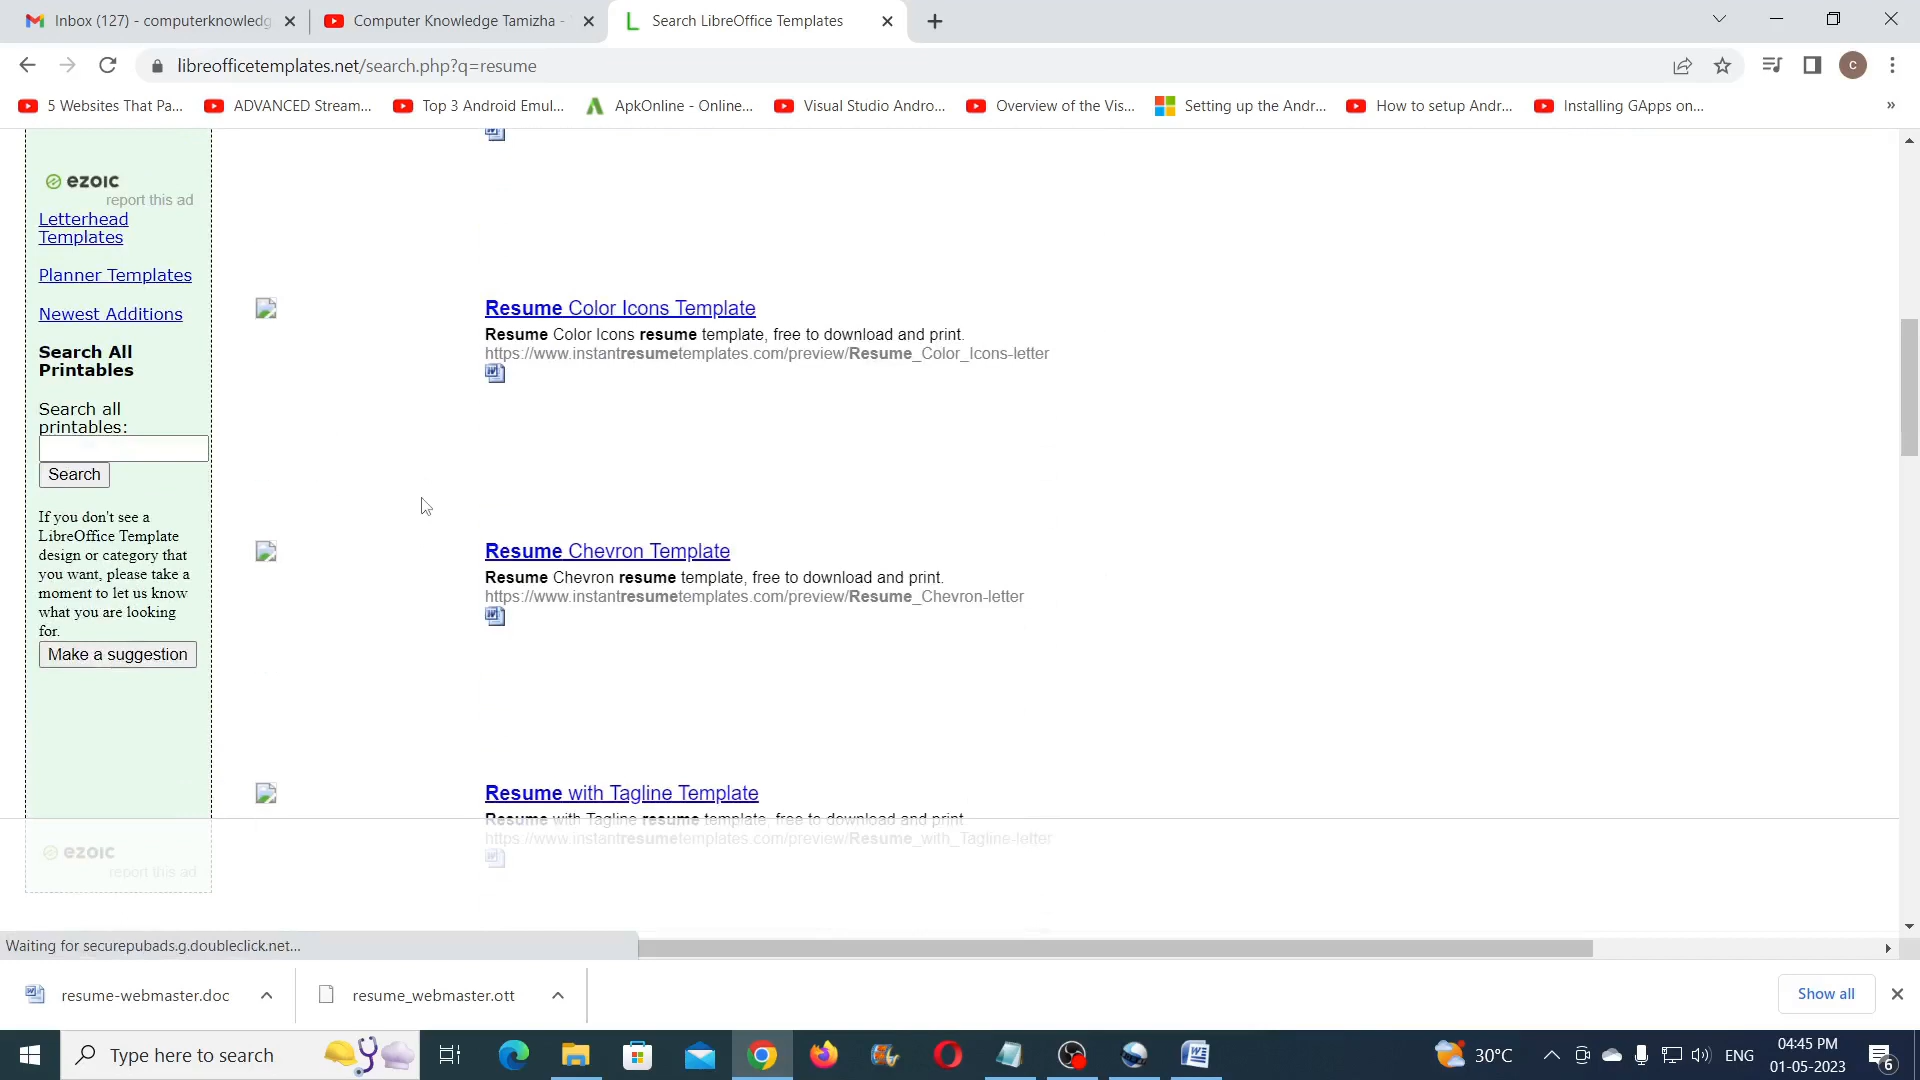 Inbox (127) - computerknowledg
Computer Knowledge Tamizha -
Search LibreOffice Templates
libreofficetemplates.net/search.php?q=resume
C
5 Websites That Pa...
ADVANCED Stream...
Top 3 Android Emul...
ApkOnline - Online...
Visual Studio Andro...
Overview of the Vis...
Setting up the Andr...
How to setup Andr...
Installing GApps on...
»
ezoic
report this ad
Letterhead
Templates
Planner Templates
Newest Additions
Search All
Printables
Search all
printables:
Search
If you don't see a
LibreOffice Template
design or category that
you want, please take a
moment to let us know
what you are looking
for.
Make a suggestion
ezoic
report this ad
Resume Color Icons Template
Resume Color Icons resume template, free to download and print.
https://www.instantresumetemplates.com/preview/Resume_Color_Icons-letter
Resume Chevron Template
Resume Chevron resume template, free to download and print.
https://www.instantresumetemplates.com/preview/Resume_Chevron-letter
Resume with Tagline Template
Resume with Tagline resume template, free to download and print.
https://www.instantresumetemplates.com/preview/Resume_with_Tagline-letter
Waiting for securepubads.g.doubleclick.net...
resume-webmaster.doc
resume_webmaster.ott
Show all
Type here to search
30°C
ENG
04:45 PM
01-05-2023
6